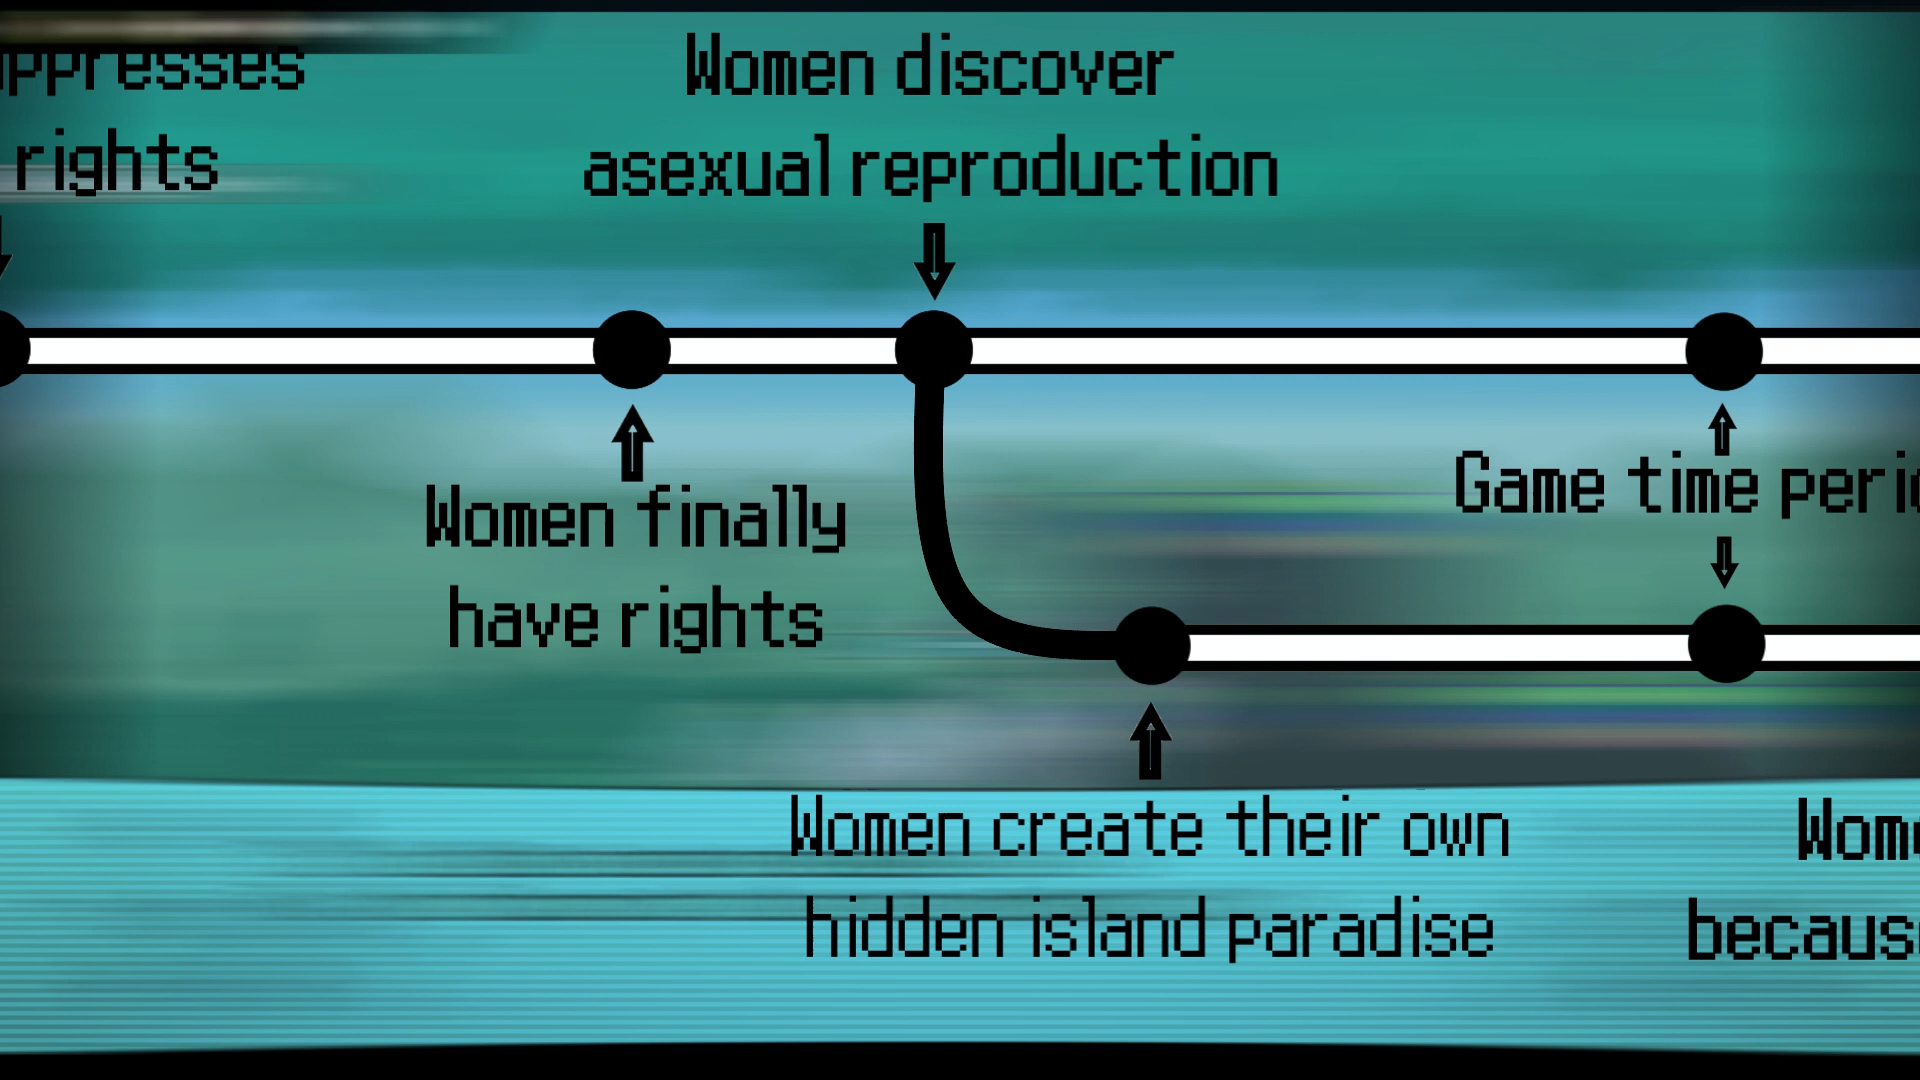 rights
Women discover
asexual reproduction
Women finally
have rights
Game time
Women create their own
hidden island paradise